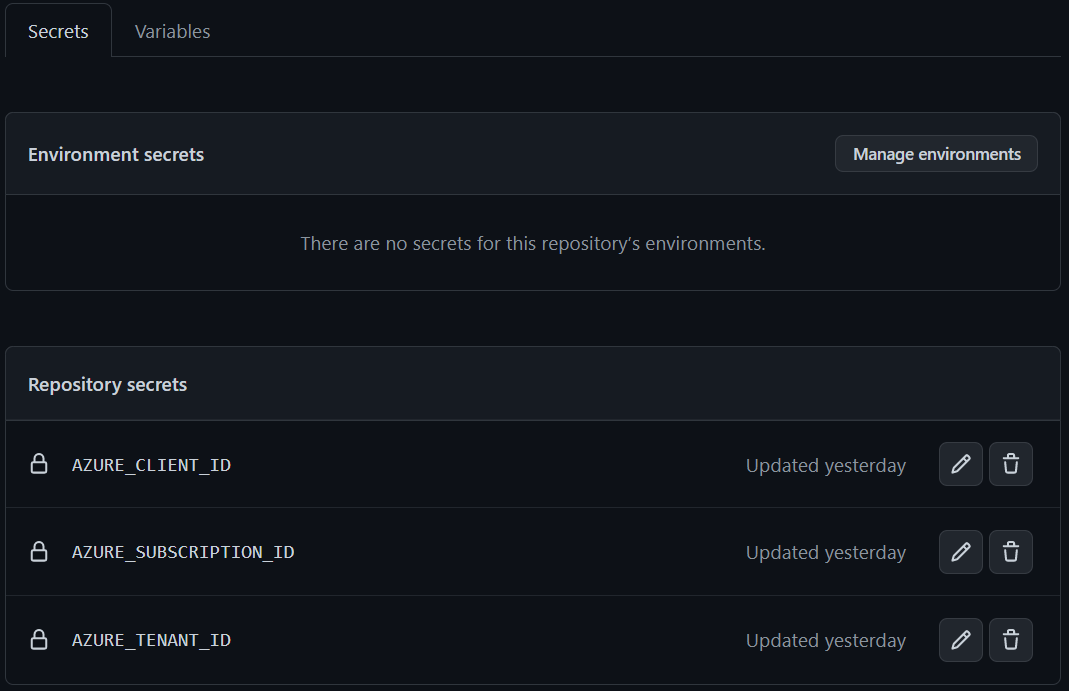 Secrets Variables
Environment secrets Manage environments
There are no secrets for this repository's environments.
Repository secrets
AZURE_CLIENT_ID Updated yesterday
AZURE_SUBSCRIPTION_ID Updated yesterday
AZURE_TENANT_ID Updated yesterday